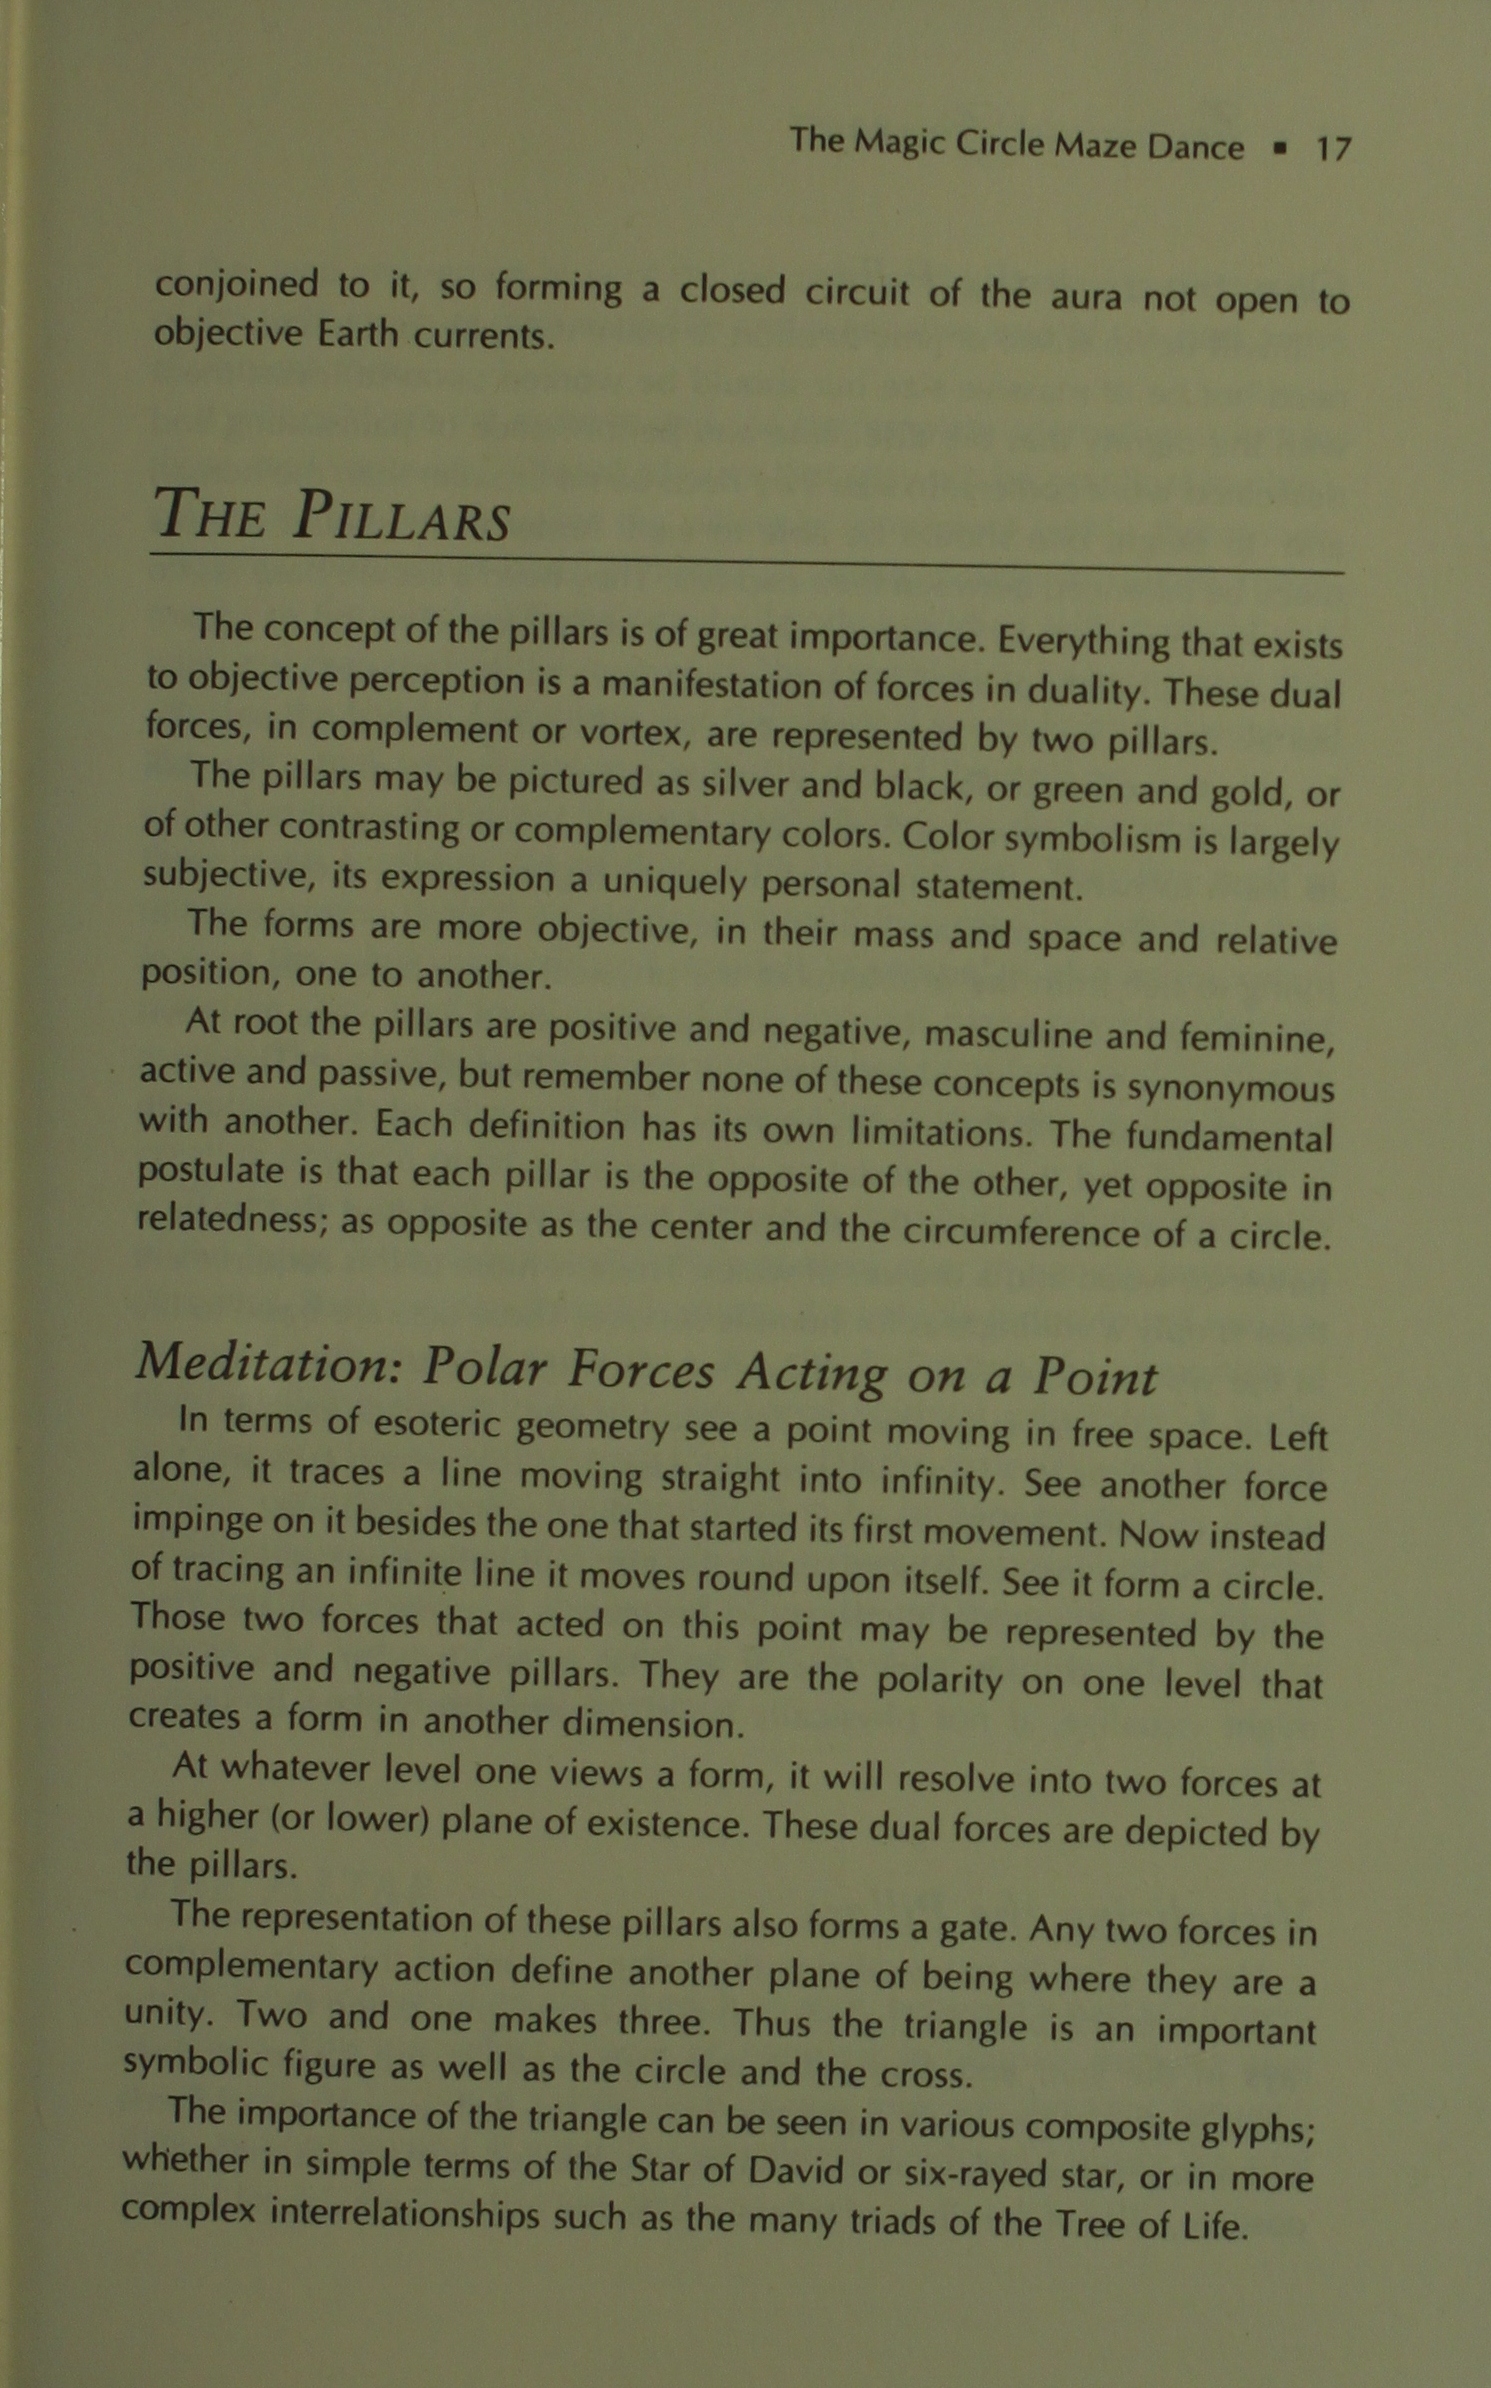 The Magic Circle Maze Dance ▪ 17
conjoined to it, so forming a closed circuit of the aura not open to
objective Earth currents.
THE PILLARS
The concept of the pillars is of great importance. Everything that exists
to objective perception is a manifestation of forces in duality. These dual
forces, in complement or vortex, are represented by two pillars.
The pillars may be pictured as silver and black, or green and gold, or
of other contrasting or complementary colors. Color symbolism is largely
subjective, its expression a uniquely personal statement.
The forms are more objective, in their mass and space and relative
position, one to another.
At root the pillars are positive and negative, masculine and feminine,
active and passive, but remember none of these concepts is synonymous
with another. Each definition has its own limitations. The fundamental
postulate is that each pillar is the opposite of the other, yet opposite in
relatedness; as opposite as the center and the circumference of a circle.
Meditation: Polar Forces Acting on a Point
In terms of esoteric geometry see a point moving in free space. Left
alone, it traces a line moving straight into infinity. See another force
impinge on it besides the one that started its first movement. Now instead
of tracing an infinite line it moves round upon itself. See it form a circle.
Those two forces that acted on this point may be represented by the
positive and negative pillars. They are the polarity on one level that
creates a form in another dimension.
At whatever level one views a form, it will resolve into two forces at
a higher (or lower) plane of existence. These dual forces are depicted by
the pillars.
The representation of these pillars also forms a gate. Any two forces in
complementary action define another plane of being where they are a
unity. Two and one makes three. Thus the triangle is an important
symbolic figure as well as the circle and the cross.
The importance of the triangle can be seen in various composite glyphs;
whether in simple terms of the Star of David or six-rayed star, or in more
complex interrelationships such as the many triads of the Tree of Life.